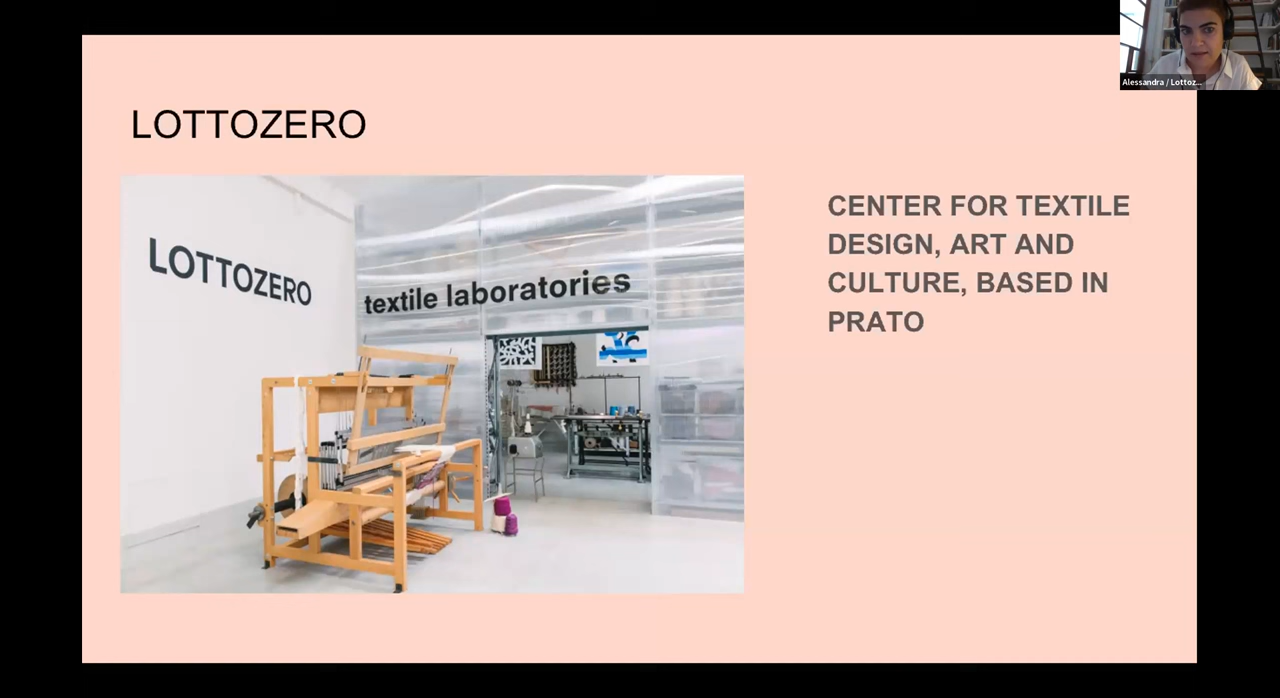 Alessandra / Lottoz...
LOTTOZERO
LOTTOZERO
textile laboratories
CENTER FOR TEXTILE
DESIGN, ART AND
CULTURE, BASED IN
PRATO